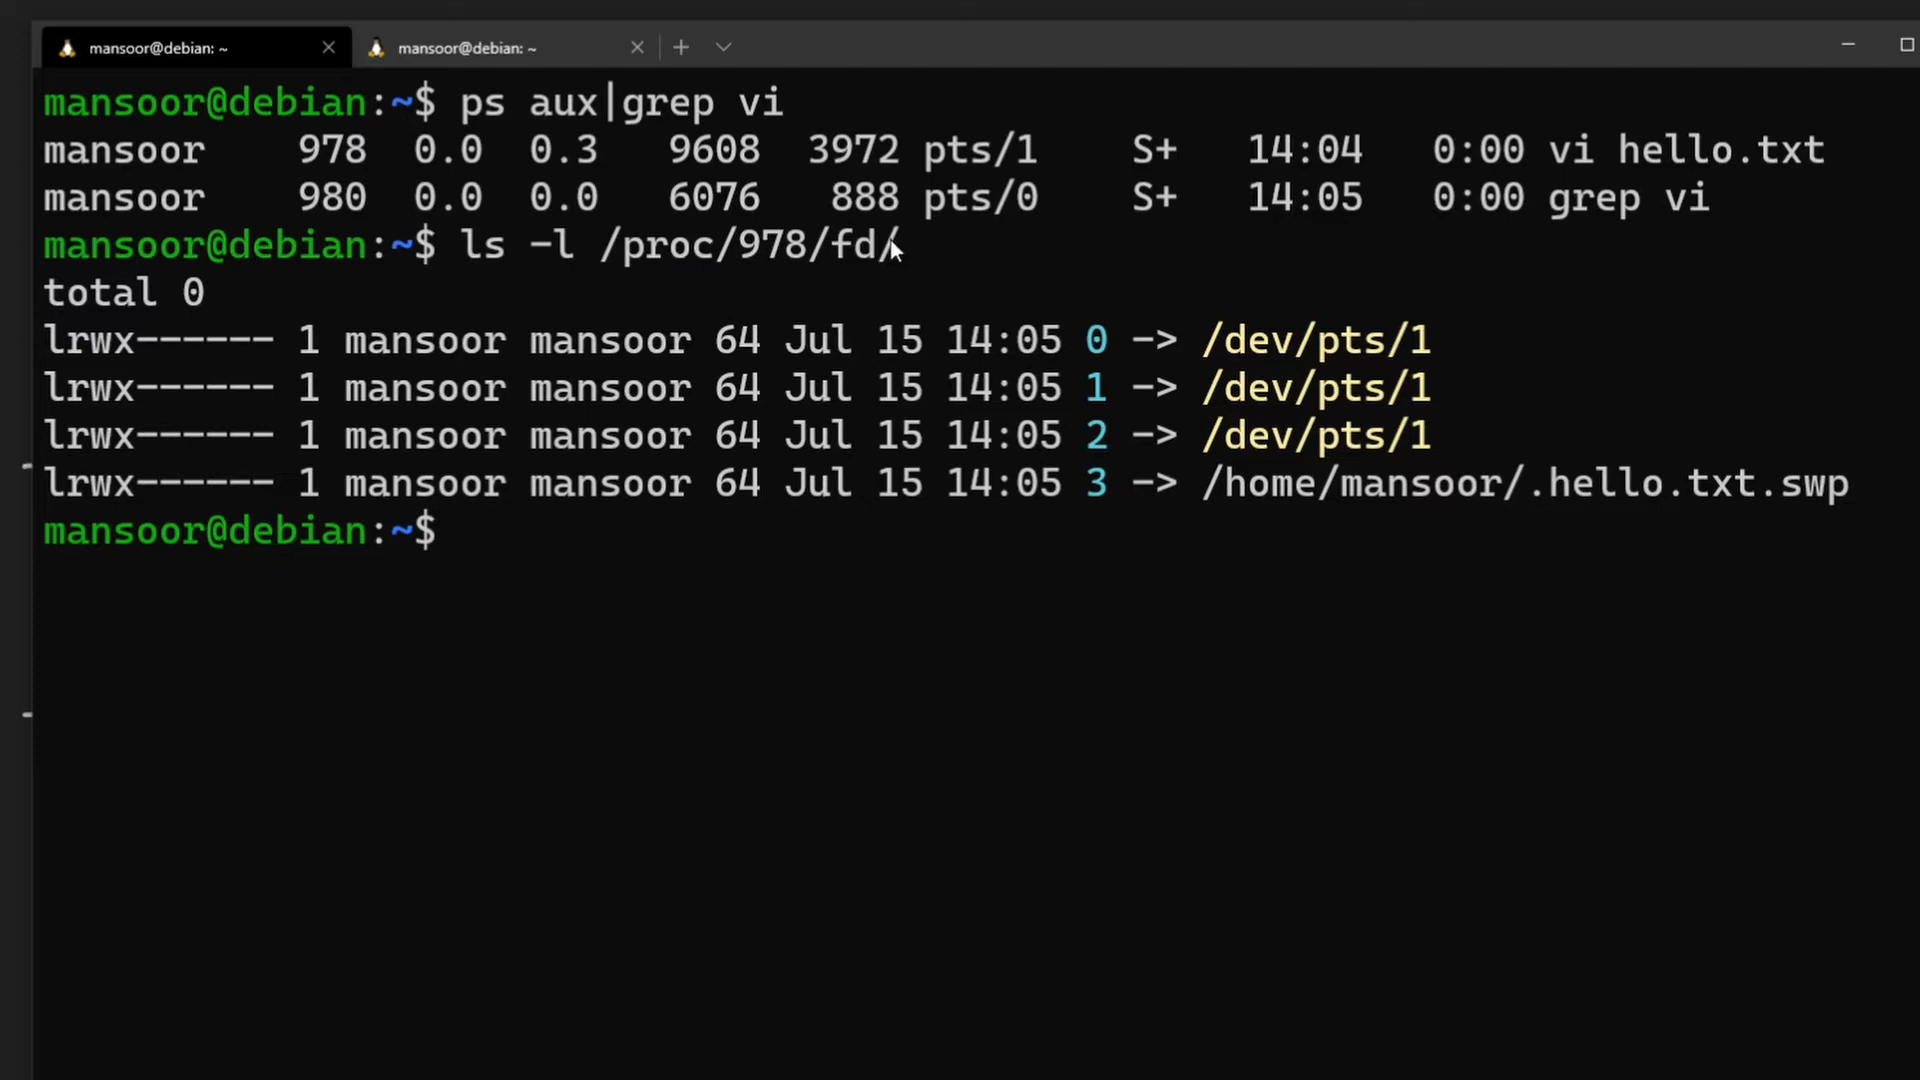 mansoor@debian: ~ mansoor@debian: ~
mansoor@debian:~$ ps aux|grep vi
mansoor 978 0.0 0.3 9608 3972 pts/1 S+ 14:04 0:00 vi hello.txt
mansoor 980 0.0 0.0 6076 888 pts/0 S+ 14:05 0:00 grep vi
mansoor@debian:~$ ls -l /proc/978/fd/
total 0
lrwx------ 1 mansoor mansoor 64 Jul 15 14:05 0 -> /dev/pts/1
lrwx------ 1 mansoor mansoor 64 Jul 15 14:05 1 -> /dev/pts/1
lrwx------ 1 mansoor mansoor 64 Jul 15 14:05 2 -> /dev/pts/1
lrwx------ 1 mansoor mansoor 64 Jul 15 14:05 3 -> /home/mansoor/.hello.txt.swp
mansoor@debian:~$